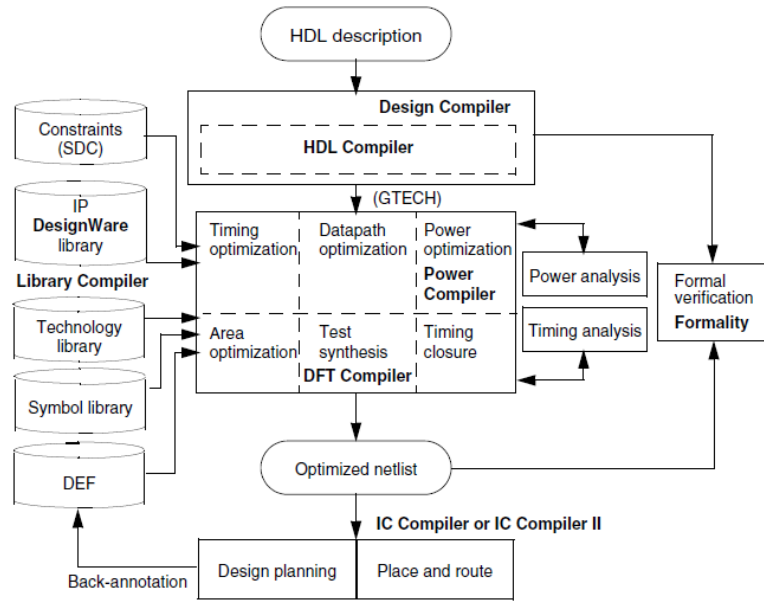 HDL description
Design Compiler
HDL Compiler
Constraints
(SDC)
(GTECH)
IP
DesignWare
library
Library Compiler
Timing
optimization
Datapath
optimization
Power
optimization
Power
Compiler
Power analysis
Formal
verification
Formality
Technology
library
Area
optimization
Test
synthesis
DFT Compiler
Timing
closure
Timing analysis
Symbol library
DEF
Optimized netlist
IC Compiler or IC Compiler II
Back-annotation
Design planning
Place and route